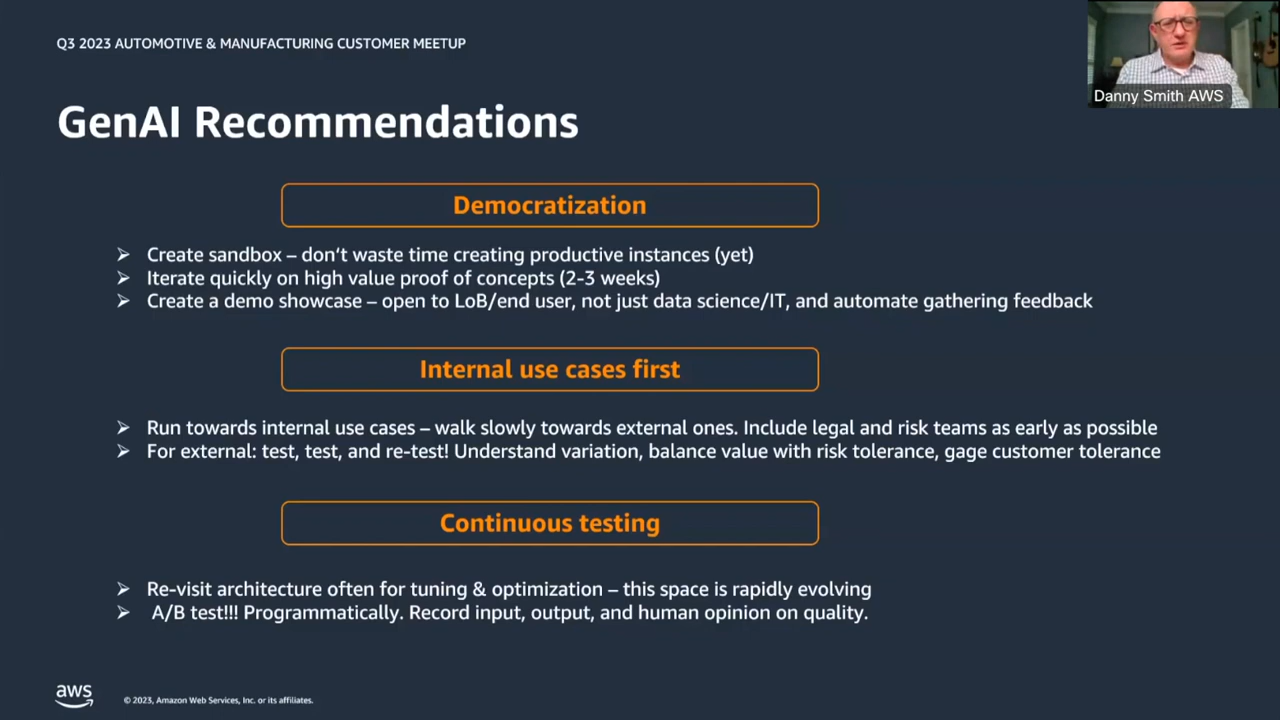 Q3 2023 AUTOMOTIVE & MANUFACTURING CUSTOMER MEETUP
Danny Smith AWS
GenAI Recommendations
Democratization
Create sandbox – don't waste time creating productive instances (yet)
Iterate quickly on high value proof of concepts (2-3 weeks)
Create a demo showcase – open to LoB/end user, not just data science/IT, and automate gathering feedback
Internal use cases first
Run towards internal use cases – walk slowly towards external ones. Include legal and risk teams as early as possible
For external: test, test, and re-test! Understand variation, balance value with risk tolerance, gage customer tolerance
Continuous testing
Re-visit architecture often for tuning & optimization – this space is rapidly evolving
A/B test!!! Programmatically. Record input, output, and human opinion on quality.
aws
© 2023, Amazon Web Services, Inc. or its affiliates.